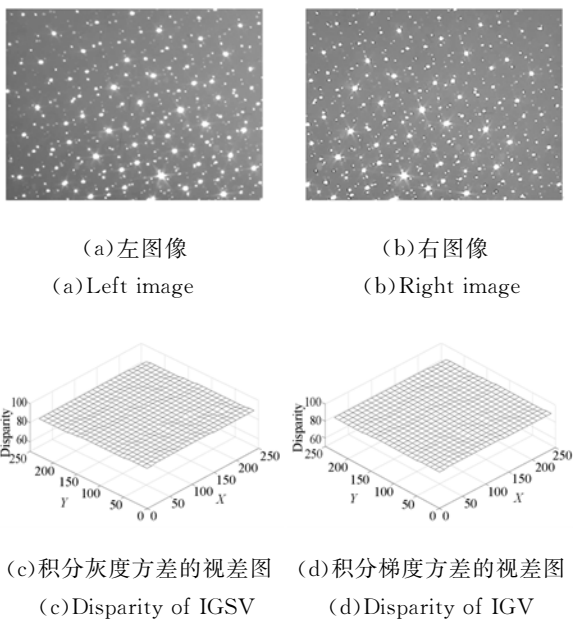 (a)左图像
(a)Left image
(b)右图像
(b)Right image
100
80
60
Disparity
250
200
150
100
50
0
Y
0
50
100
150
200
250
X
100
80
60
Disparity
250
200
150
100
50
0
Y
0
50
100
150
200
250
X
(c)积分灰度方差的视差图
(c)Disparity of IGSV
(d)积分梯度方差的视差图
(d)Disparity of IGV